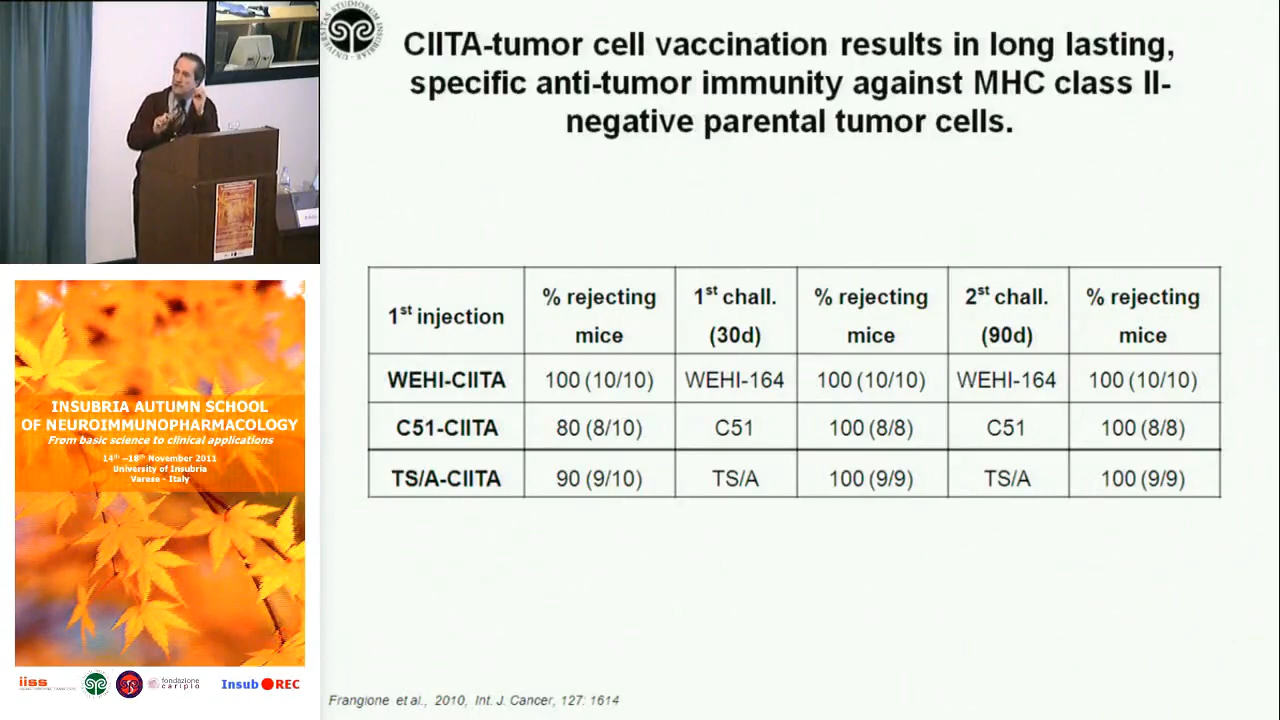 CIITA-tumor cell vaccination results in long lasting,
specific anti-tumor immunity against MHC class II-
negative parental tumor cells.
1st injection % rejecting mice 1st chall. (30d) % rejecting mice 2st chall. (90d) % rejecting mice
WEHI-CIITA 100 (10/10) WEHI-164 100 (10/10) WEHI-164 100 (10/10)
C51-CIITA 80 (8/10) C51 100 (8/8) C51 100 (8/8)
TS/A-CIITA 90 (9/10) TS/A 100 (9/9) TS/A 100 (9/9)
Frangione et al., 2010, Int. J. Cancer, 127: 1614
INSUBRIA AUTUMN SCHOOL
OF NEUROIMMUNOPHARMACOLOGY
From basic science to clinical applications
14th –18th November 2011
University of Insubria
Varese - Italy
iiss
fondazione
cariplo
Insub REC